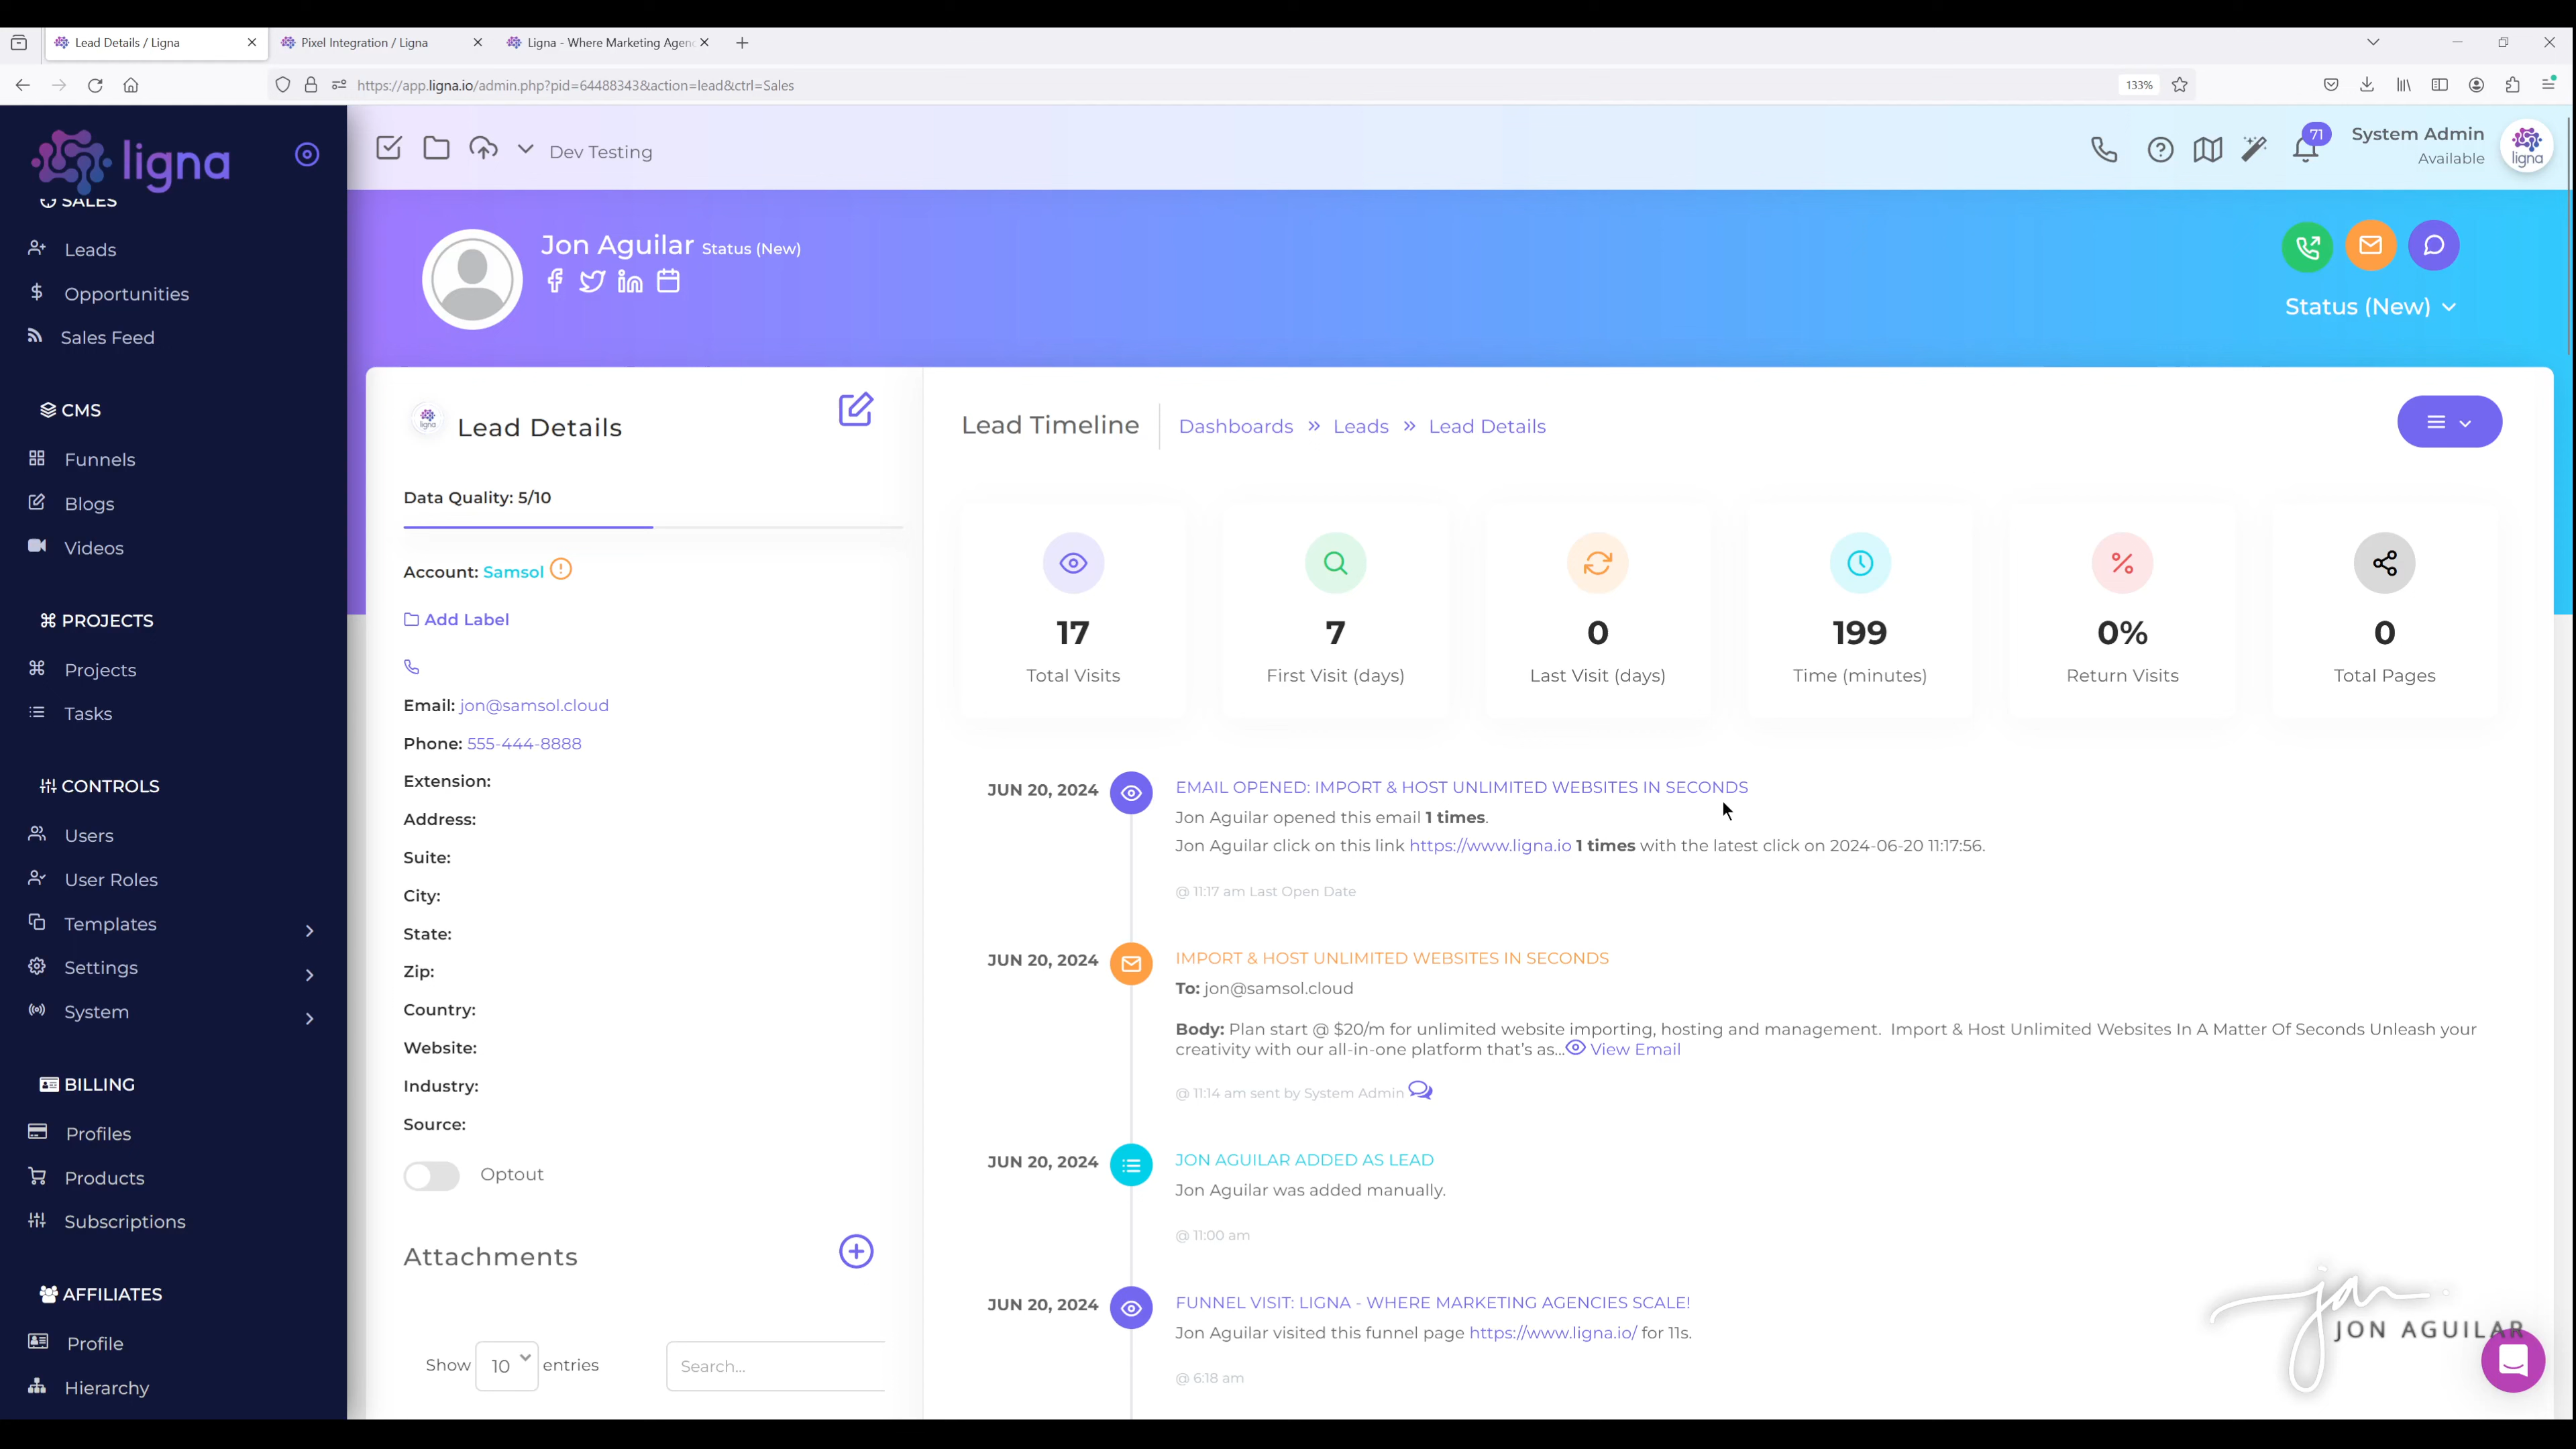 Lead Details / Ligna
Pixel Integration / Ligna
Ligna - Where Marketing Agenc
https://app.ligna.io/admin.php?pid=64488343&action=lead&ctrl=Sales
133%
ligna
Dev Testing
71
System Admin
Available
ligna
SALES
Leads
Opportunities
Sales Feed
CMS
Funnels
Blogs
Videos
PROJECTS
Projects
Tasks
CONTROLS
Users
User Roles
Templates
Settings
System
BILLING
Profiles
Products
Subscriptions
AFFILIATES
Profile
Hierarchy
Jon Aguilar Status (New)
Status (New)
ligna
Lead Details
Data Quality: 5/10
Account: Samsol
Add Label
Email: jon@samsol.cloud
Phone: 555-444-8888
Extension:
Address:
Suite:
City:
State:
Zip:
Country:
Website:
Industry:
Source:
Optout
Attachments
Show 10 entries
Search...
Lead Timeline
Dashboards » Leads » Lead Details
17
Total Visits
7
First Visit (days)
0
Last Visit (days)
199
Time (minutes)
0%
Return Visits
0
Total Pages
JUN 20, 2024
EMAIL OPENED: IMPORT & HOST UNLIMITED WEBSITES IN SECONDS
Jon Aguilar opened this email 1 times.
Jon Aguilar click on this link https://www.ligna.io 1 times with the latest click on 2024-06-20 11:17:56.
@ 11:17 am Last Open Date
JUN 20, 2024
IMPORT & HOST UNLIMITED WEBSITES IN SECONDS
To: jon@samsol.cloud
Body: Plan start @ $20/m for unlimited website importing, hosting and management. Import & Host Unlimited Websites In A Matter Of Seconds Unleash your
creativity with our all-in-one platform that's as... View Email
@ 11:14 am sent by System Admin
JUN 20, 2024
JON AGUILAR ADDED AS LEAD
Jon Aguilar was added manually.
@ 11:00 am
JUN 20, 2024
FUNNEL VISIT: LIGNA - WHERE MARKETING AGENCIES SCALE!
Jon Aguilar visited this funnel page https://www.ligna.io/ for 11s.
@ 6:18 am
jon
JON AGUILAR